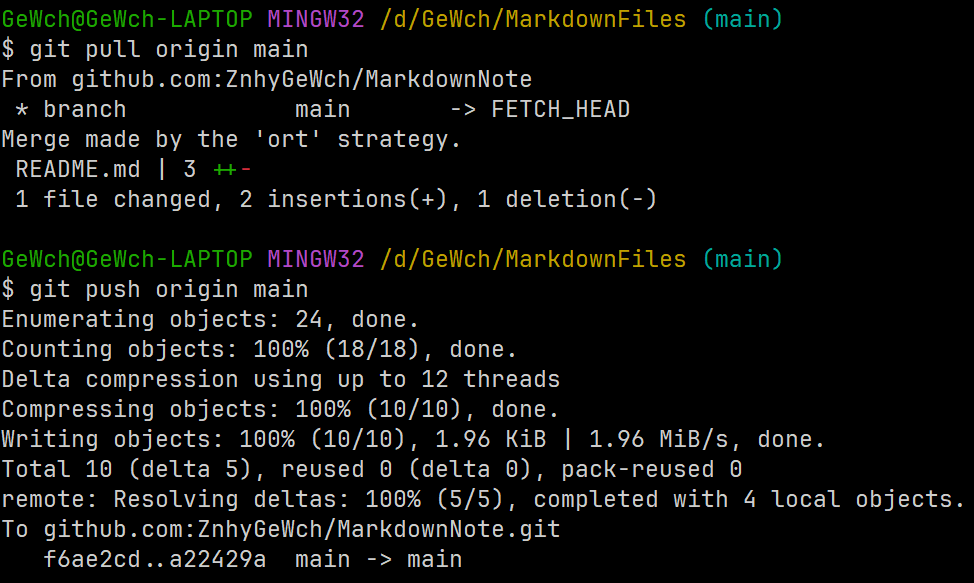 GeWch@GeWch-LAPTOP MINGW32 /d/GeWch/MarkdownFiles (main)
$ git pull origin main
From github.com:ZnhyGeWch/MarkdownNote
 * branch            main       -> FETCH_HEAD
Merge made by the 'ort' strategy.
 README.md | 3 ++-
 1 file changed, 2 insertions(+), 1 deletion(-)

GeWch@GeWch-LAPTOP MINGW32 /d/GeWch/MarkdownFiles (main)
$ git push origin main
Enumerating objects: 24, done.
Counting objects: 100% (18/18), done.
Delta compression using up to 12 threads
Compressing objects: 100% (10/10), done.
Writing objects: 100% (10/10), 1.96 KiB | 1.96 MiB/s, done.
Total 10 (delta 5), reused 0 (delta 0), pack-reused 0
remote: Resolving deltas: 100% (5/5), completed with 4 local objects.
To github.com:ZnhyGeWch/MarkdownNote.git
   f6ae2cd..a22429a  main -> main